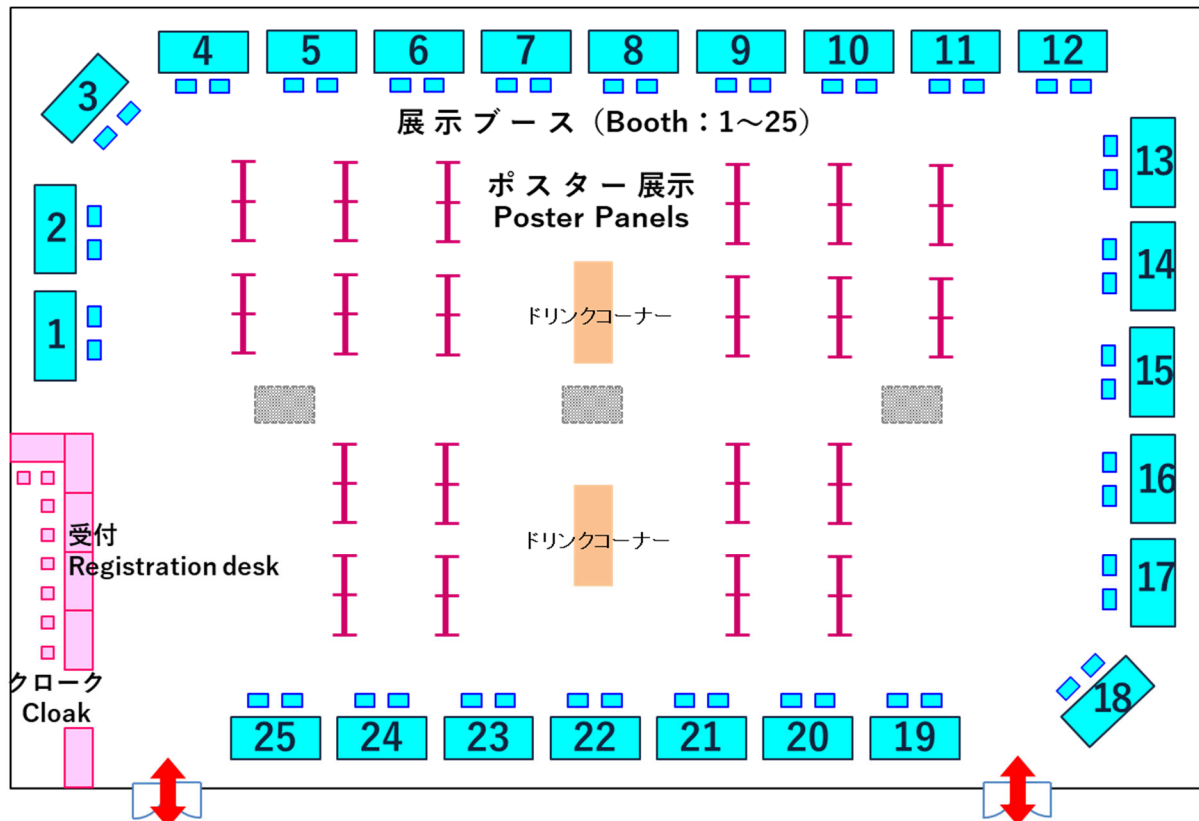 4 5 6 7 8 9 10 11 12
3
展示ブース（Booth：1～25）
13
ポスター展示
Poster Panels
2
14
1
ドリンクコーナー
15
16
受付
Registration desk
ドリンクコーナー
17
クローク
Cloak
18
25 24 23 22 21 20 19